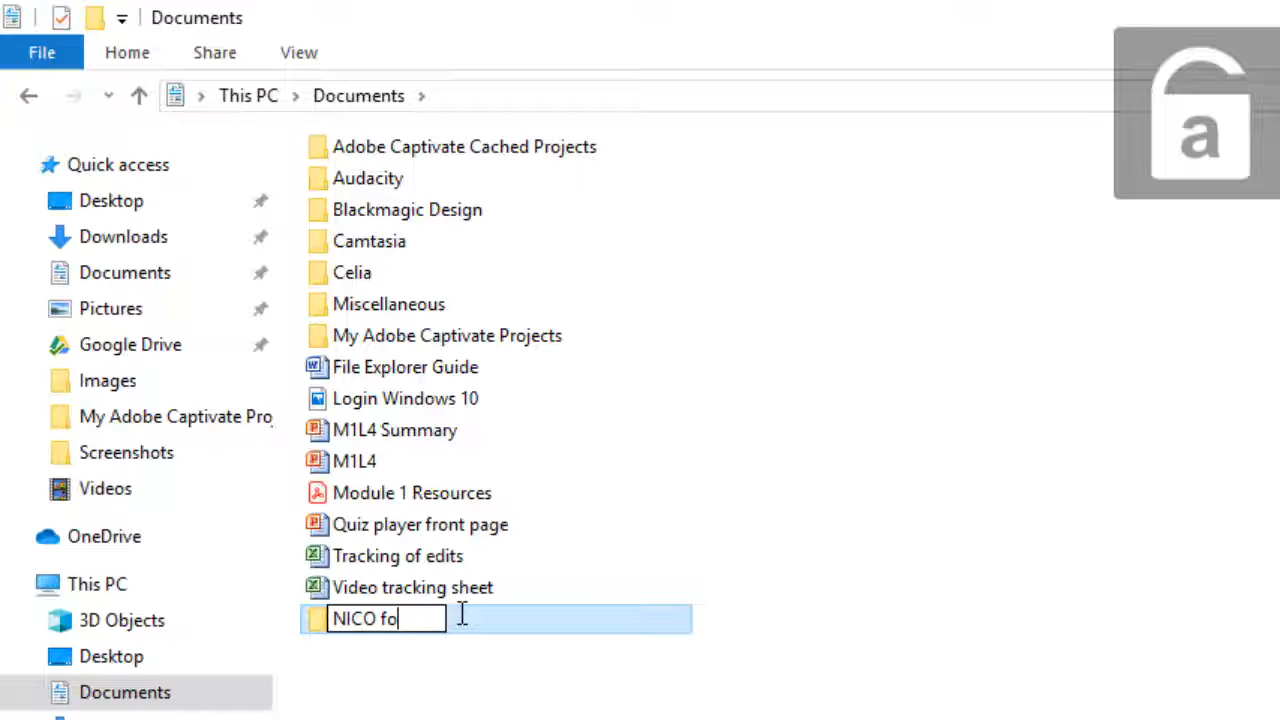 Documents
File Home Share View
This PC Documents
a
Quick access
Desktop
Downloads
Documents
Pictures
Google Drive
Images
My Adobe Captivate Pro
Screenshots
Videos
OneDrive
This PC
3D Objects
Desktop
Documents
Adobe Captivate Cached Projects
Audacity
Blackmagic Design
Camtasia
Celia
Miscellaneous
My Adobe Captivate Projects
File Explorer Guide
Login Windows 10
M1L4 Summary
M1L4
Module 1 Resources
Quiz player front page
Tracking of edits
Video tracking sheet
NICO fo